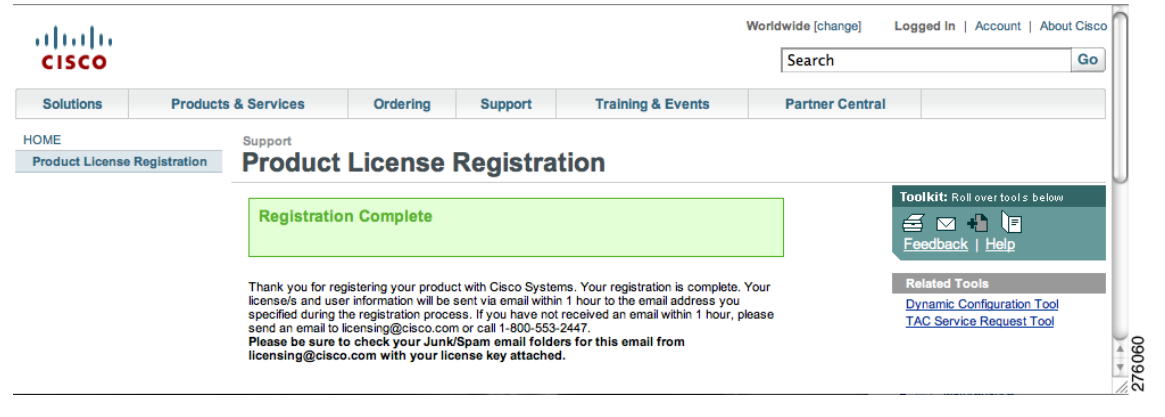 Worldwide [change] Logged In | Account | About Cisco
CISCO
Search Go
Solutions Products & Services Ordering Support Training & Events Partner Central
HOME
Product License Registration
Support
Product License Registration
Registration Complete
Toolkit: Roll over tools below
Feedback | Help
Related Tools
Dynamic Configuration Tool
TAC Service Request Tool
Thank you for registering your product with Cisco Systems. Your registration is complete. Your
license/s and user information will be sent via email within 1 hour to the email address you
specified during the registration process. If you have not received an email within 1 hour, please
send an email to licensing@cisco.com or call 1-800-553-2447.
Please be sure to check your Junk/Spam email folders for this email from
licensing@cisco.com with your license key attached.
276060